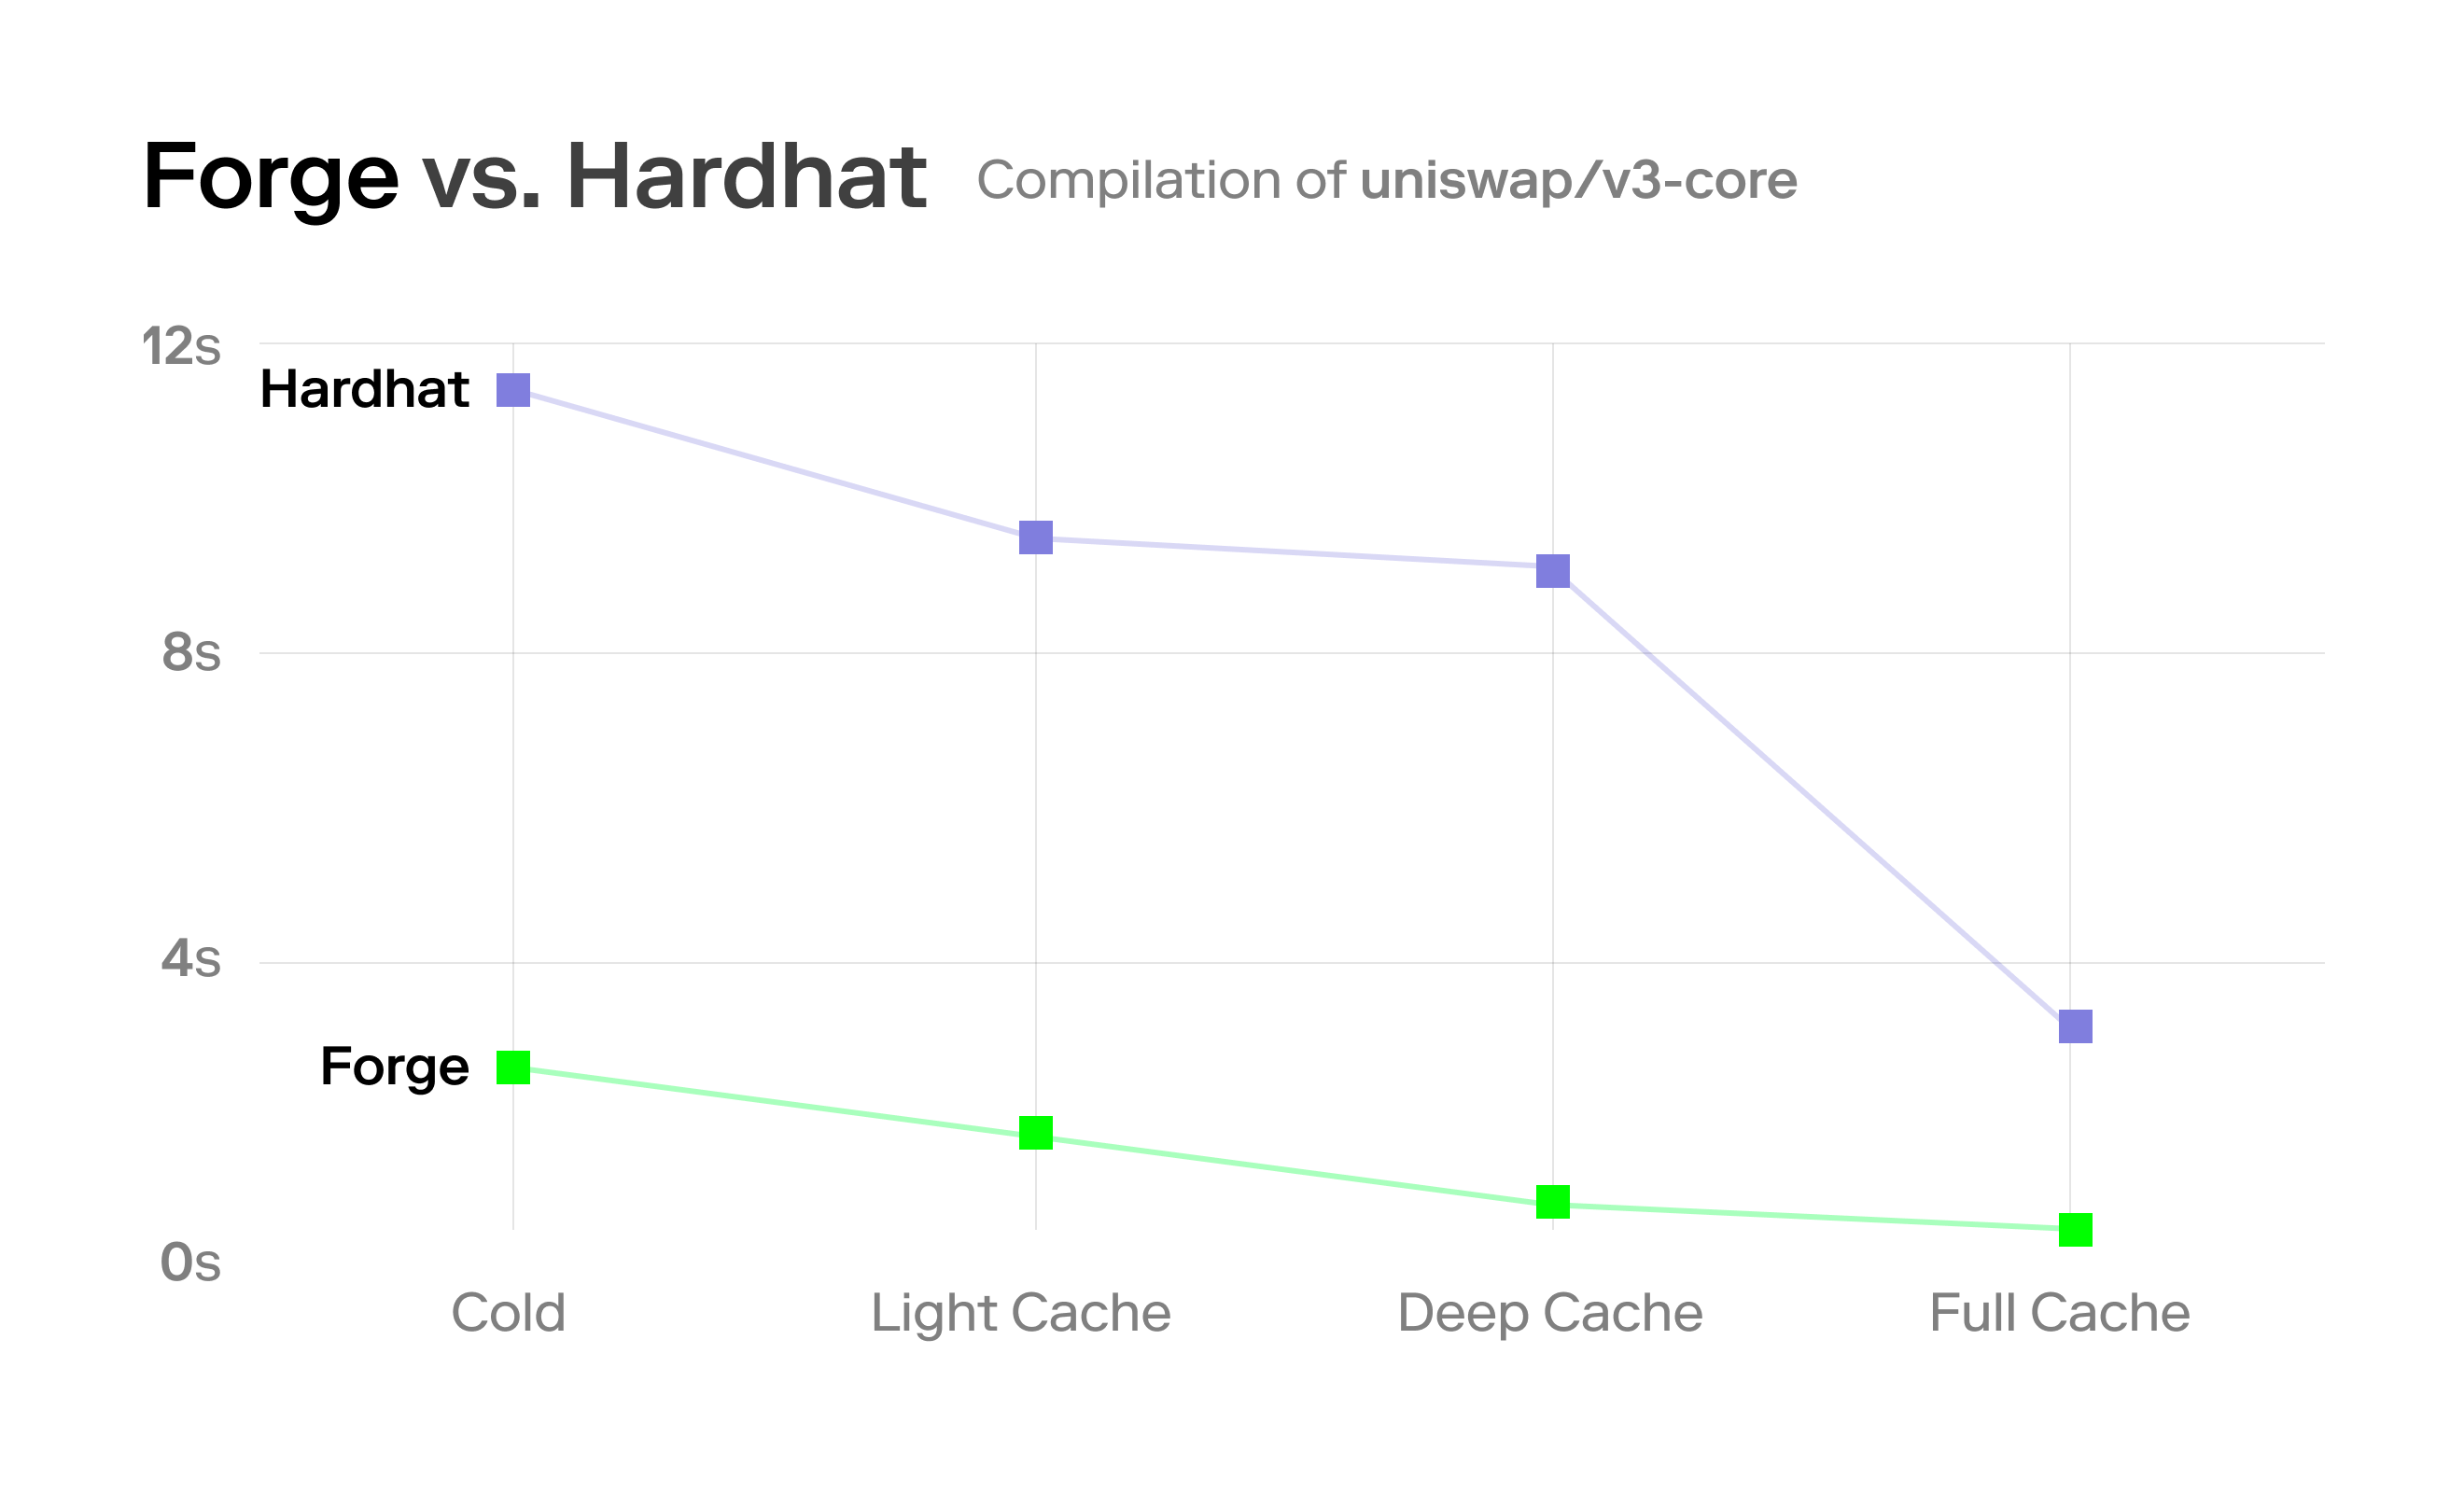 Forge vs. Hardhat Compilation of uniswap/v3-core
12s
Hardhat
8s
4s
Forge
0s
Cold Light Cache Deep Cache Full Cache